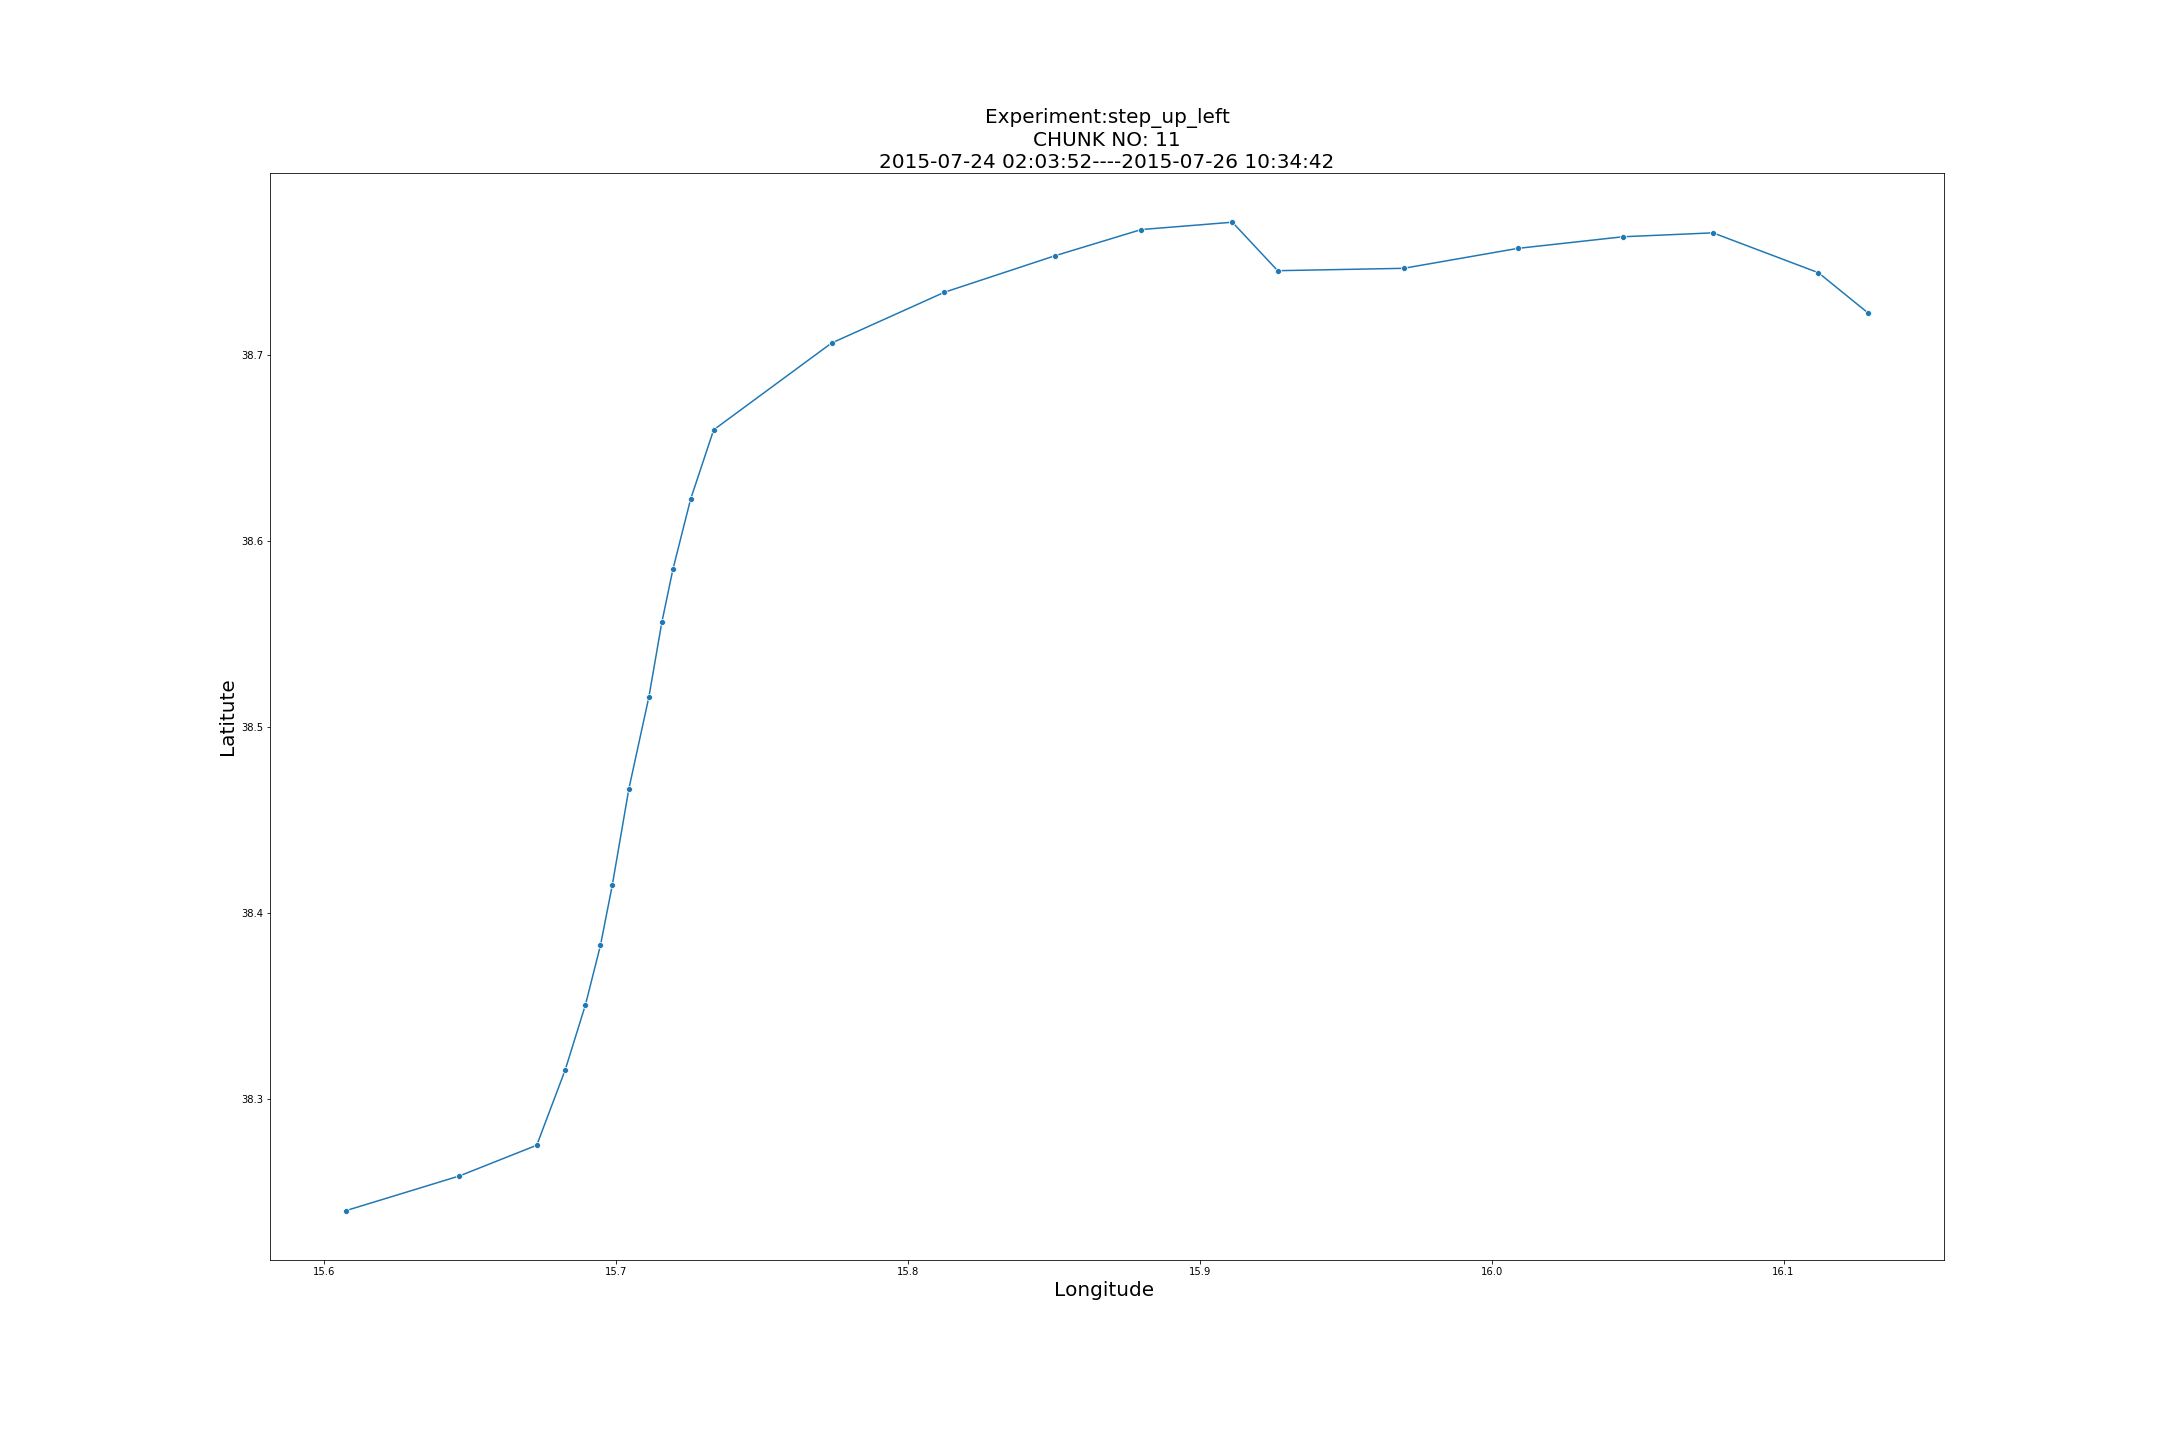 Experiment:step_up_left
CHUNK NO: 11
2015-07-24 02:03:52----2015-07-26 10:34:42
Latitute
38.7
38.6
38.5
38.4
38.3
15.6 15.7 15.8 15.9 16.0 16.1
Longitude